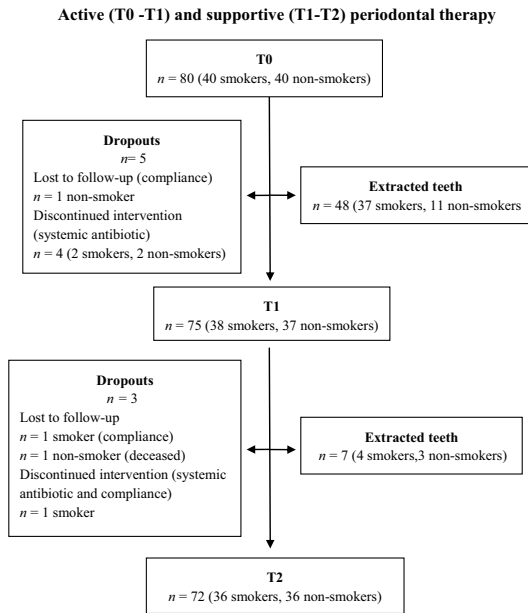 Active (T0 -T1) and supportive (T1-T2) periodontal therapy
T0
n = 80 (40 smokers, 40 non-smokers)
Dropouts
n= 5
Lost to follow-up (compliance)
n = 1 non-smoker
Discontinued intervention
(systemic antibiotic)
n = 4 (2 smokers, 2 non-smokers)
Extracted teeth
n = 48 (37 smokers, 11 non-smokers
T1
n = 75 (38 smokers, 37 non-smokers)
Dropouts
n = 3
Lost to follow-up
n = 1 smoker (compliance)
n = 1 non-smoker (deceased)
Discontinued intervention (systemic
antibiotic and compliance)
n = 1 smoker
Extracted teeth
n = 7 (4 smokers,3 non-smokers)
T2
n = 72 (36 smokers, 36 non-smokers)